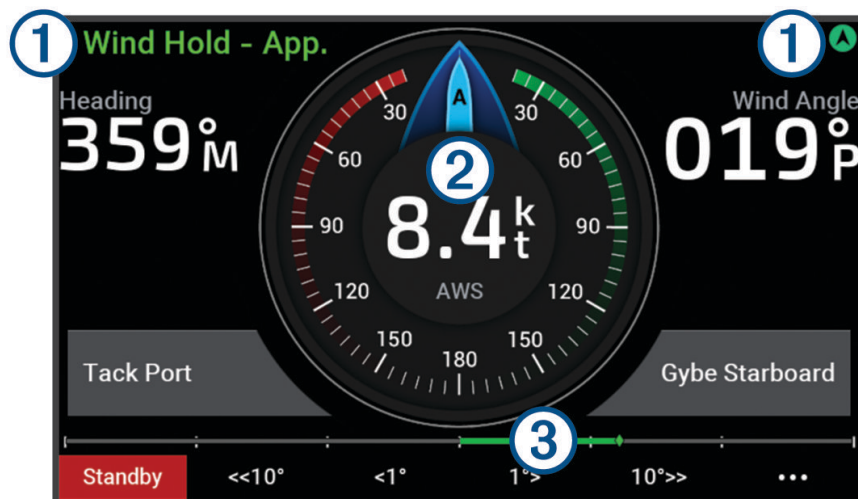 1
Wind Hold - App.
1
Heading
359°M
Wind Angle
019°P
A
30
30
60
60
90
90
120
120
150
150
180
2
8.4kt
AWS
Tack Port
Gybe Starboard
3
Standby
<<10°
<1°
1°>
10°>>
•••